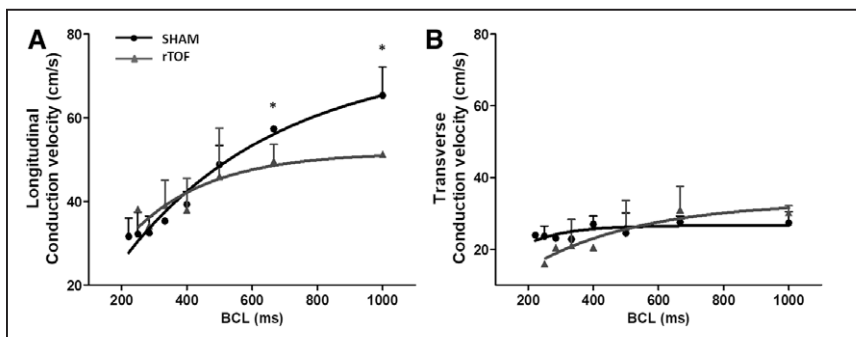 A
SHAM
rTOF
*
*
Longitudinal
Conduction velocity (cm/s)
80
60
40
20
200 400 600 800 1000
BCL (ms)
B
Transverse
Conduction velocity (cm/s)
80
60
40
20
200 400 600 800 1000
BCL (ms)